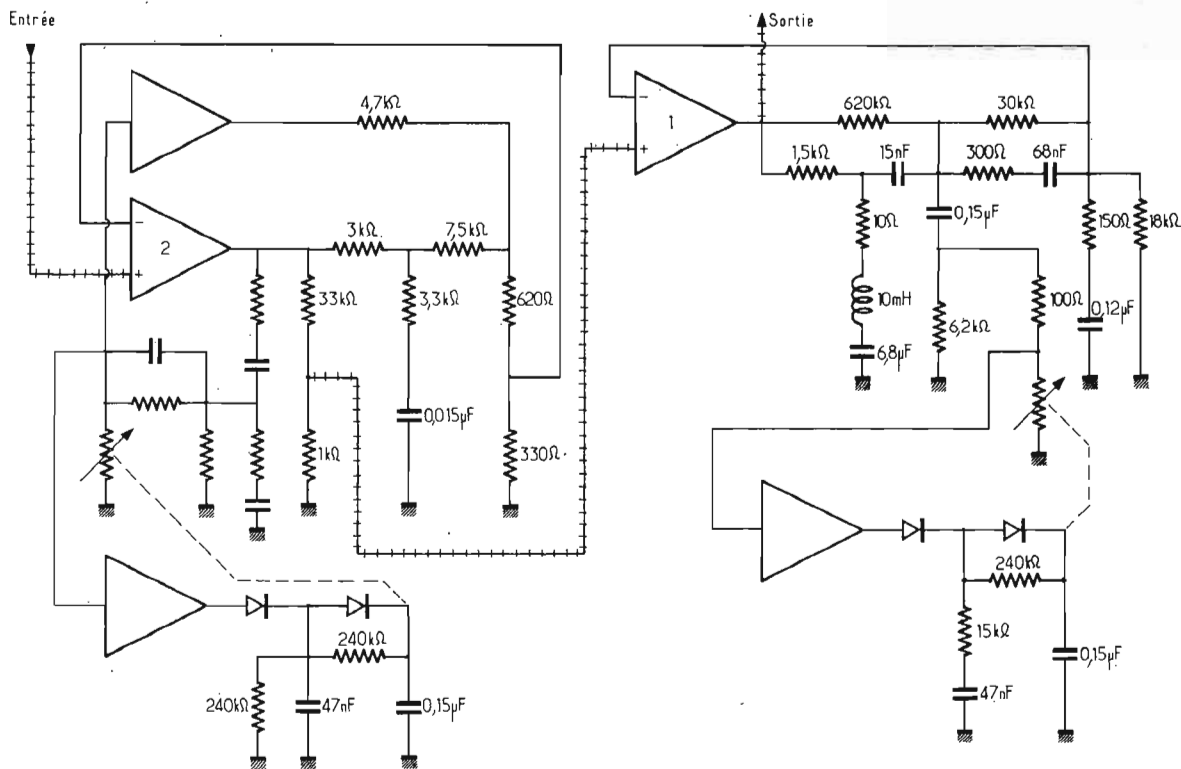 Entrée
Sortie
4,7kΩ
620kΩ
30kΩ
−
1
+
1,5kΩ
15nF
300Ω
68nF
−
2
+
3kΩ
7,5kΩ
10Ω
0,15µF
150Ω
18kΩ
33kΩ
3,3kΩ
620Ω
10mH
6,2kΩ
100Ω
0,12µF
6,8µF
0,015µF
1kΩ
330Ω
240kΩ
240kΩ
47nF
0,15µF
240kΩ
15kΩ
0,15µF
47nF